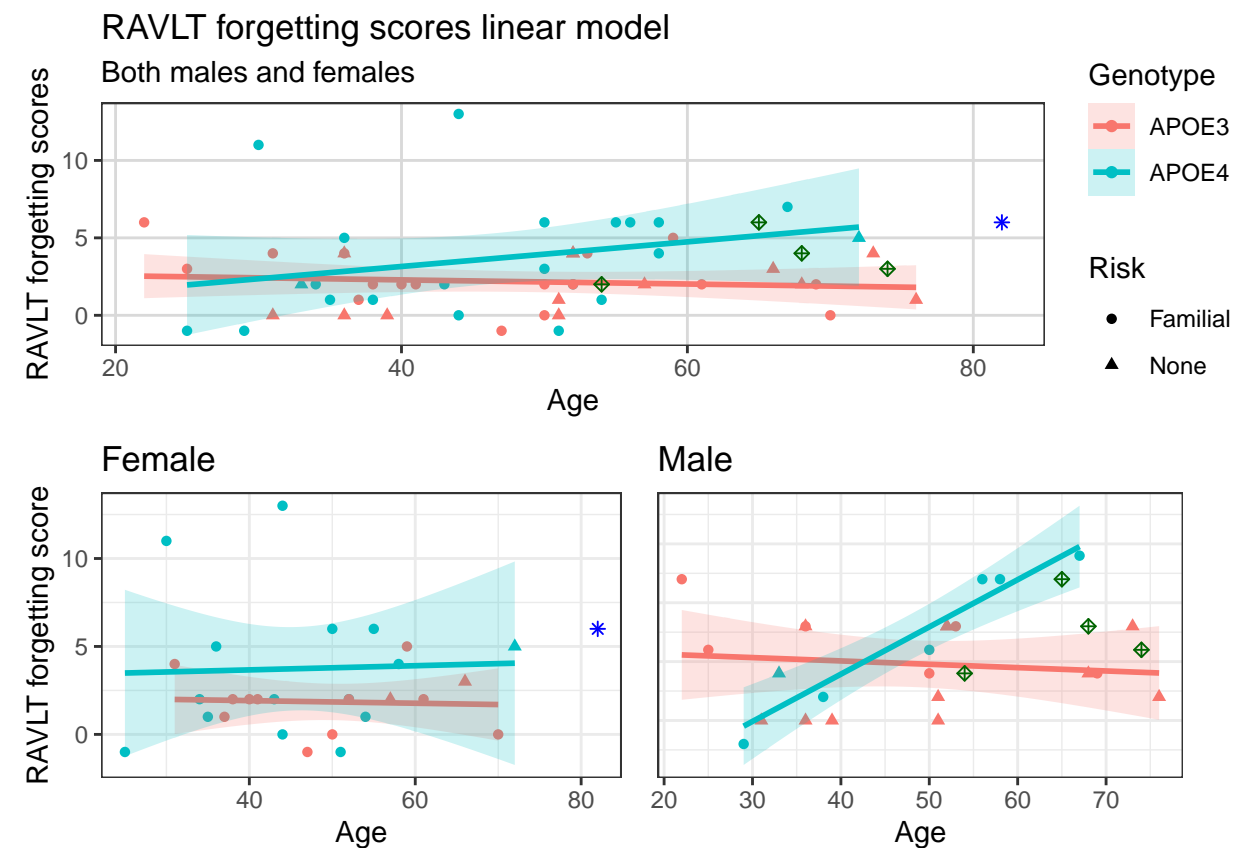 RAVLT forgetting scores linear model
Both males and females
RAVLT forgetting scores
10
5
0
20 40 60 80
Age
Genotype
APOE3
APOE4
Risk
Familial
None
Female
RAVLT forgetting score
10
5
0
40 60 80
Age
Male
20 30 40 50 60 70
Age